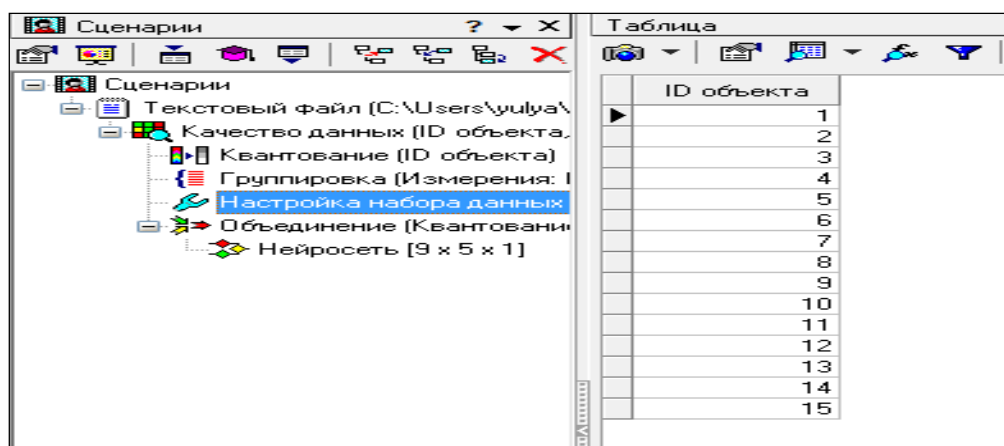 Сценарии
Сценарии
Текстовый файл (C:\Users\yulya\
Качество данных (ID объекта,
Квантование (ID объекта)
Группировка (Измерения:
Настройка набора данных
Объединение (Квантовани
Нейросеть [9 x 5 x 1]
Таблица
ID объекта
1
2
3
4
5
6
7
8
9
10
11
12
13
14
15